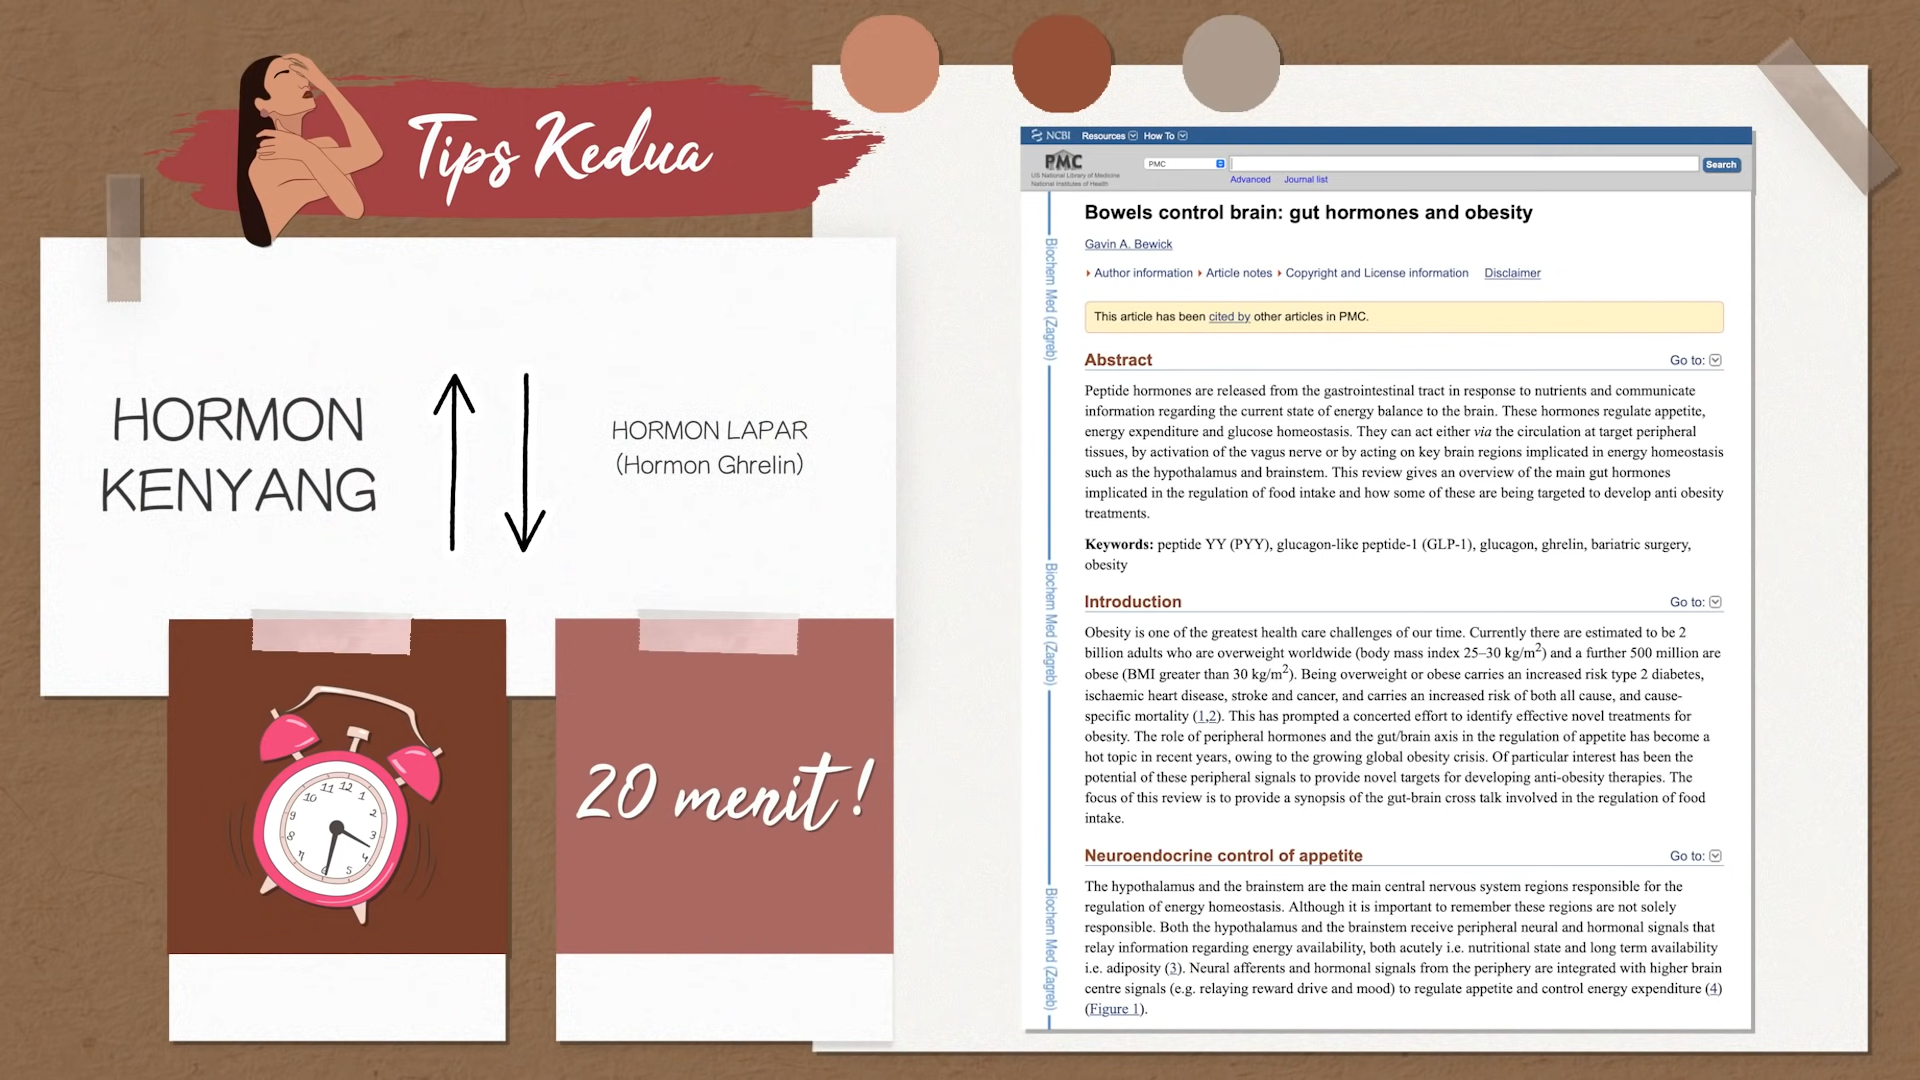 Tips Kedua
HORMON
KENYANG
HORMON LAPAR
(Hormon Ghrelin)
11 12 1
10 2
9 3
8 4
7 6 5
20 menit!
NCBI Resources How To
PMC
US National Library of Medicine
National Institutes of Health
PMC
Search
Advanced Journal list
Biochem Med (Zagreb)
Biochem Med (Zagreb)
Biochem Med (Zagreb)
Bowels control brain: gut hormones and obesity
Gavin A. Bewick
Author information Article notes Copyright and License information Disclaimer
This article has been cited by other articles in PMC.
Abstract Go to:
Peptide hormones are released from the gastrointestinal tract in response to nutrients and communicate
information regarding the current state of energy balance to the brain. These hormones regulate appetite,
energy expenditure and glucose homeostasis. They can act either via the circulation at target peripheral
tissues, by activation of the vagus nerve or by acting on key brain regions implicated in energy homeostasis
such as the hypothalamus and brainstem. This review gives an overview of the main gut hormones
implicated in the regulation of food intake and how some of these are being targeted to develop anti obesity
treatments.
Keywords: peptide YY (PYY), glucagon-like peptide-1 (GLP-1), glucagon, ghrelin, bariatric surgery,
obesity
Introduction Go to:
Obesity is one of the greatest health care challenges of our time. Currently there are estimated to be 2
billion adults who are overweight worldwide (body mass index 25–30 kg/m2) and a further 500 million are
obese (BMI greater than 30 kg/m2). Being overweight or obese carries an increased risk type 2 diabetes,
ischaemic heart disease, stroke and cancer, and carries an increased risk of both all cause, and cause-
specific mortality (1,2). This has prompted a concerted effort to identify effective novel treatments for
obesity. The role of peripheral hormones and the gut/brain axis in the regulation of appetite has become a
hot topic in recent years, owing to the growing global obesity crisis. Of particular interest has been the
potential of these peripheral signals to provide novel targets for developing anti-obesity therapies. The
focus of this review is to provide a synopsis of the gut-brain cross talk involved in the regulation of food
intake.
Neuroendocrine control of appetite Go to:
The hypothalamus and the brainstem are the main central nervous system regions responsible for the
regulation of energy homeostasis. Although it is important to remember these regions are not solely
responsible. Both the hypothalamus and the brainstem receive peripheral neural and hormonal signals that
relay information regarding energy availability, both acutely i.e. nutritional state and long term availability
i.e. adiposity (3). Neural afferents and hormonal signals from the periphery are integrated with higher brain
centre signals (e.g. relaying reward drive and mood) to regulate appetite and control energy expenditure (4)
(Figure 1).